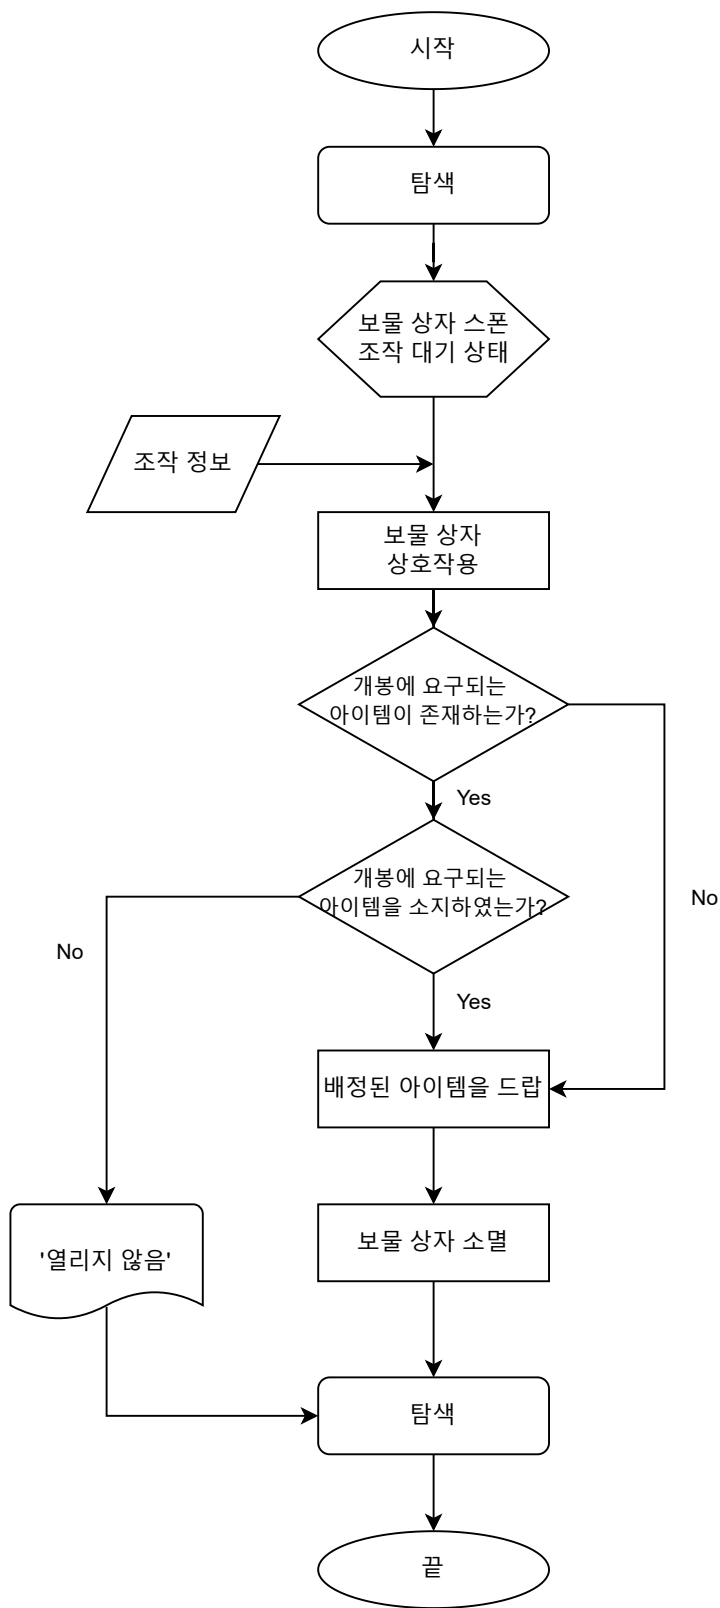 시작
탐색
보물 상자 스폰
조작 대기 상태
조작 정보
보물 상자
상호작용
개봉에 요구되는
아이템이 존재하는가?
Yes
개봉에 요구되는
아이템을 소지하였는가?
No
No
Yes
배정된 아이템을 드랍
보물 상자 소멸
'열리지 않음'
탐색
끝